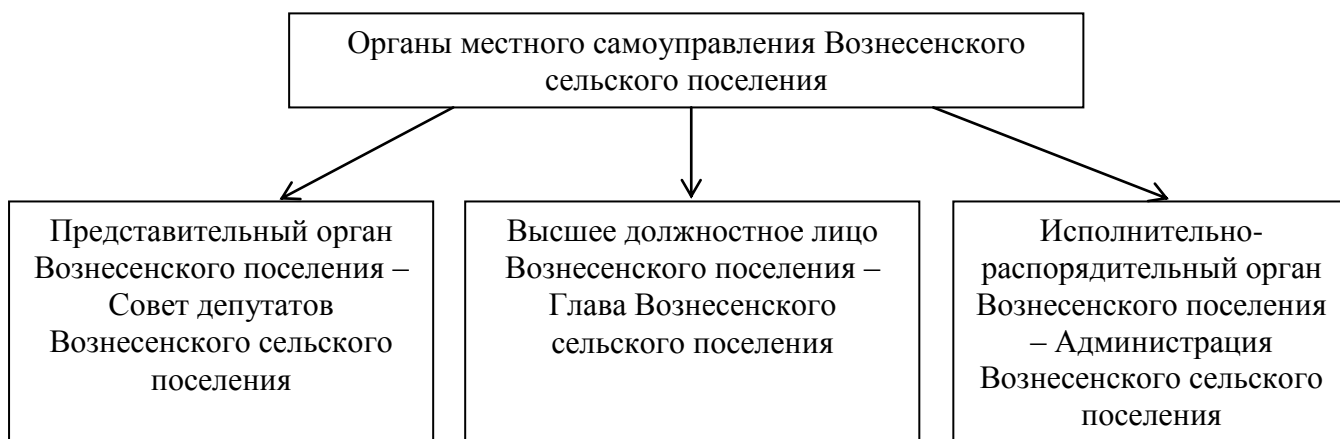 Органы местного самоуправления Вознесенского
сельского поселения
Представительный орган
Вознесенского поселения –
Совет депутатов
Вознесенского сельского
поселения
Высшее должностное лицо
Вознесенского поселения –
Глава Вознесенского
сельского поселения
Исполнительно-
распорядительный орган
Вознесенского поселения
– Администрация
Вознесенского сельского
поселения